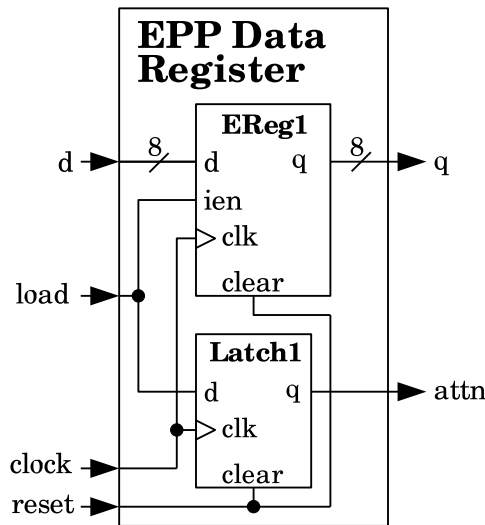 EPP Data
Register
EReg1
d
8
d
q
8
q
ien
clk
load
clear
Latch1
d
q
attn
clk
clock
clear
reset